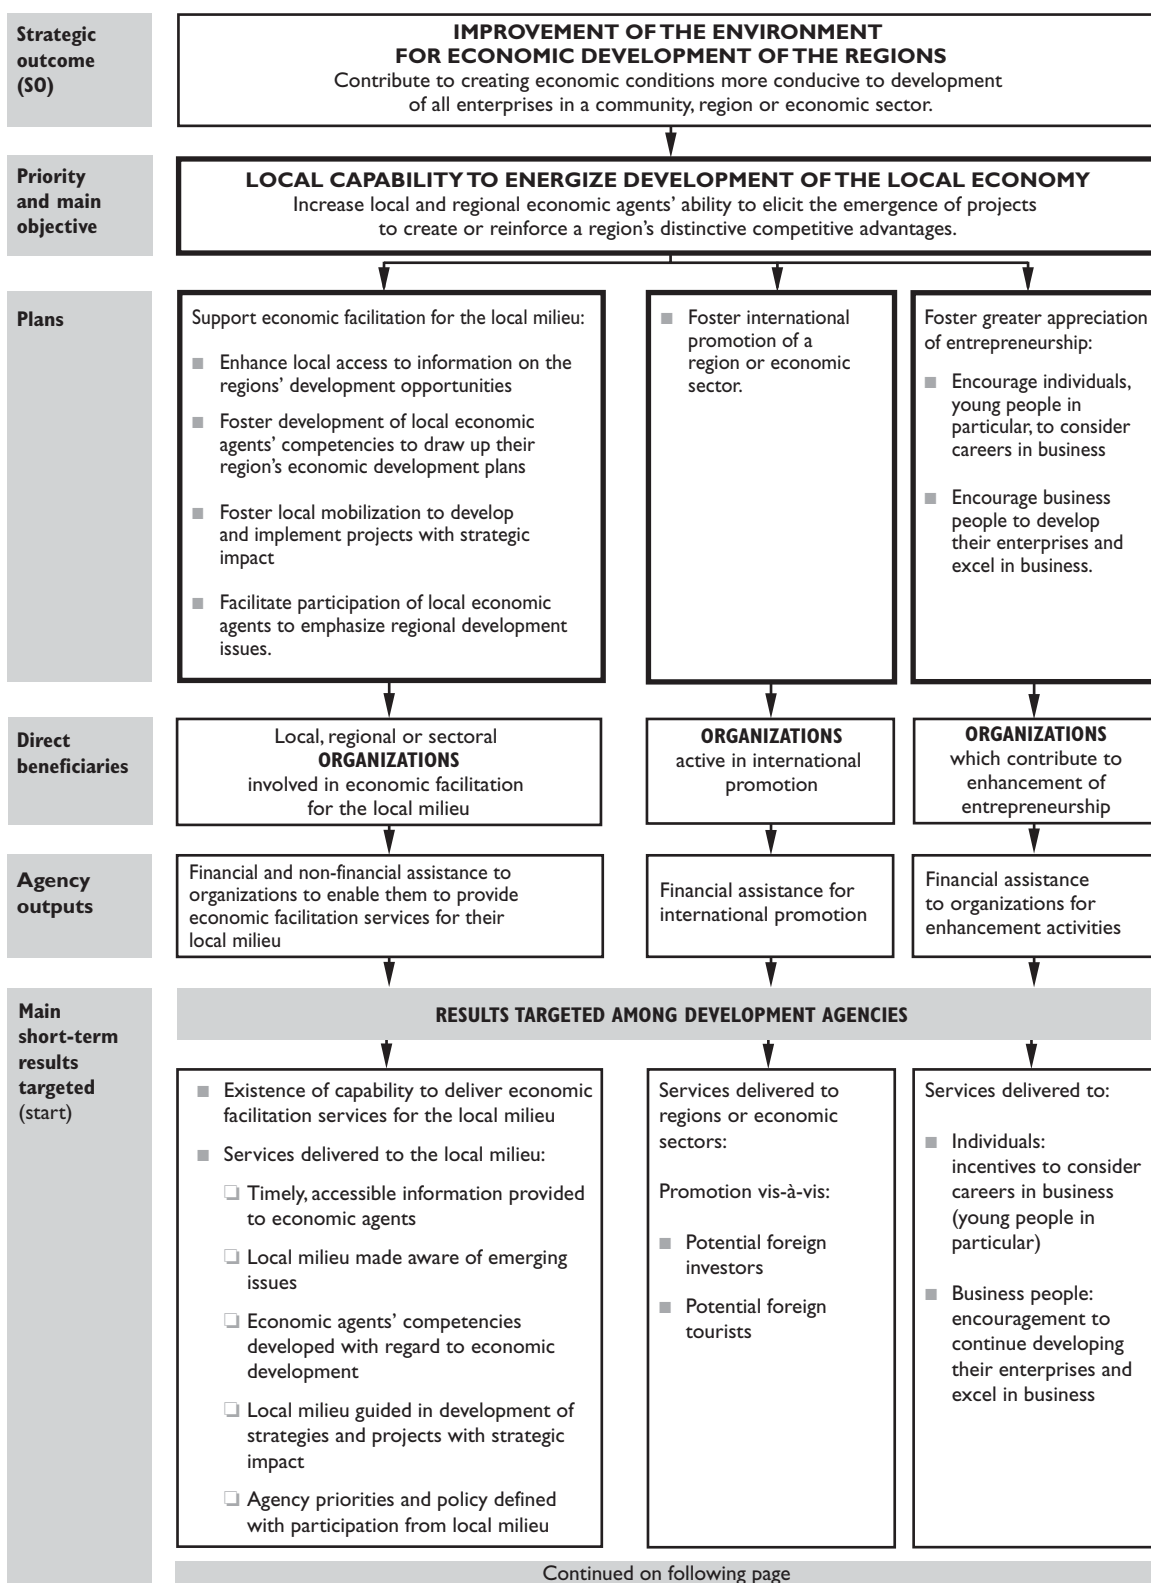 Strategic
outcome
(SO)
IMPROVEMENT OF THE ENVIRONMENT
FOR ECONOMIC DEVELOPMENT OF THE REGIONS
Contribute to creating economic conditions more conducive to development
of all enterprises in a community, region or economic sector.
Priority
and main
objective
LOCAL CAPABILITY TO ENERGIZE DEVELOPMENT OF THE LOCAL ECONOMY
Increase local and regional economic agents' ability to elicit the emergence of projects
to create or reinforce a region's distinctive competitive advantages.
Plans
Support economic facilitation for the local milieu:
■ Enhance local access to information on the
regions' development opportunities
■ Foster development of local economic
agents' competencies to draw up their
region's economic development plans
■ Foster local mobilization to develop
and implement projects with strategic
impact
■ Facilitate participation of local economic
agents to emphasize regional development
issues.
■ Foster international
promotion of a
region or economic
sector.
Foster greater appreciation
of entrepreneurship:
■ Encourage individuals,
young people in
particular, to consider
careers in business
■ Encourage business
people to develop
their enterprises and
excel in business.
Direct
beneficiaries
Local, regional or sectoral
ORGANIZATIONS
involved in economic facilitation
for the local milieu
ORGANIZATIONS
active in international
promotion
ORGANIZATIONS
which contribute to
enhancement of
entrepreneurship
Agency
outputs
Financial and non-financial assistance to
organizations to enable them to provide
economic facilitation services for their
local milieu
Financial assistance for
international promotion
Financial assistance
to organizations for
enhancement activities
Main
short-term
results
targeted
(start)
RESULTS TARGETED AMONG DEVELOPMENT AGENCIES
■ Existence of capability to deliver economic
facilitation services for the local milieu
■ Services delivered to the local milieu:
❏ Timely, accessible information provided
to economic agents
❏ Local milieu made aware of emerging
issues
❏ Economic agents' competencies
developed with regard to economic
development
❏ Local milieu guided in development of
strategies and projects with strategic
impact
❏ Agency priorities and policy defined
with participation from local milieu
Services delivered to
regions or economic
sectors:
Promotion vis-à-vis:
■ Potential foreign
investors
■ Potential foreign
tourists
Services delivered to:
■ Individuals:
incentives to consider
careers in business
(young people in
particular)
■ Business people:
encouragement to
continue developing
their enterprises and
excel in business
Continued on following page